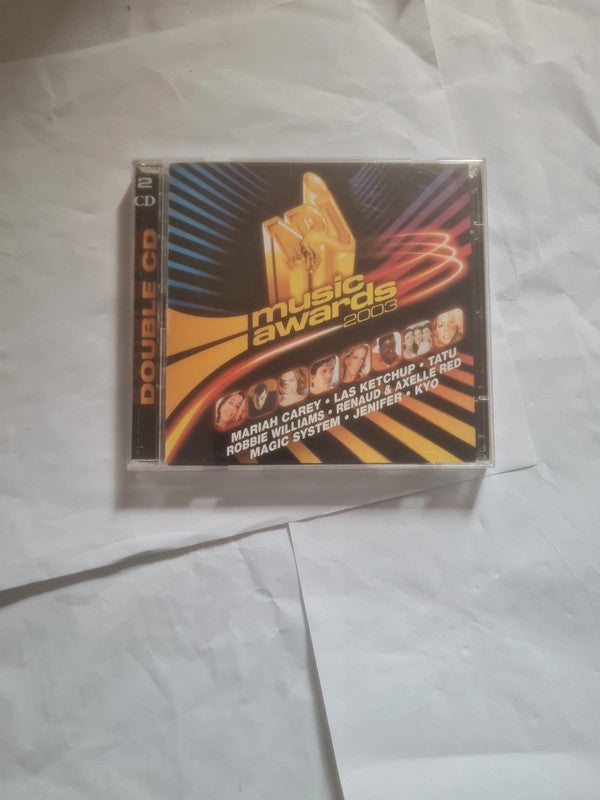 2
CD
DOUBLE CD
NRJ
music
awards
2003
MARIAH CAREY • LAS KETCHUP • TATU
ROBBIE WILLIAMS • RENAUD & AXELLE RED
MAGIC SYSTEM • JENIFER • KYO